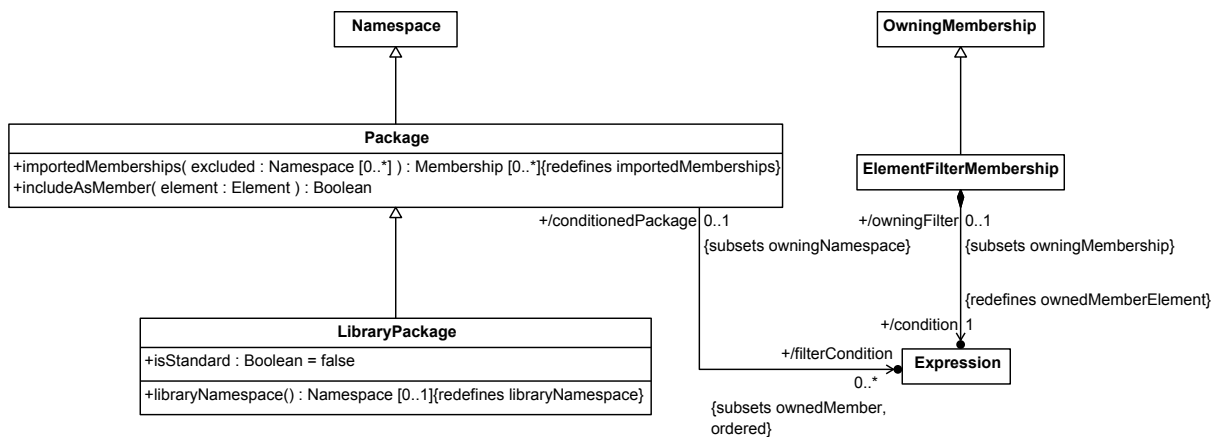 Namespace
OwningMembership
Package
+importedMemberships( excluded : Namespace [0..*] ) : Membership [0..*]{redefines importedMemberships}
+includeAsMember( element : Element ) : Boolean
ElementFilterMembership
+/conditionedPackage 0..1
{subsets owningNamespace}
+/owningFilter 0..1
{subsets owningMembership}
{redefines ownedMemberElement}
+/condition 1
LibraryPackage
+isStandard : Boolean = false
+libraryNamespace() : Namespace [0..1]{redefines libraryNamespace}
+/filterCondition
0..*
{subsets ownedMember,
ordered}
Expression